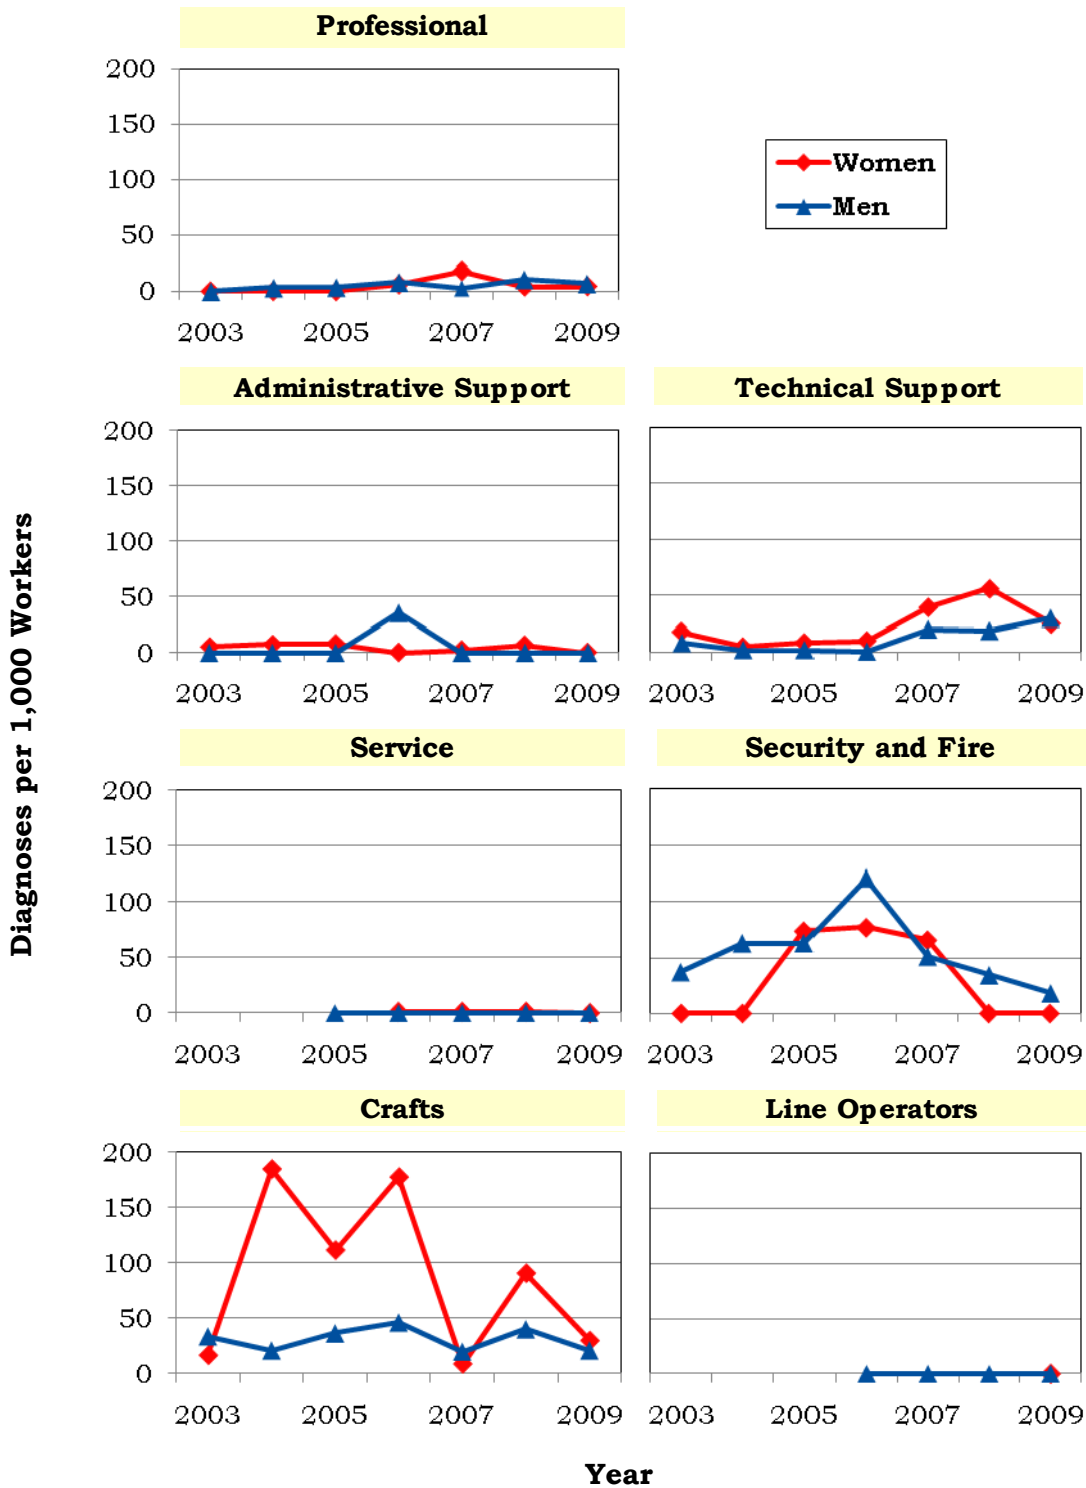 Professional
200
150
100
50
0
2003 2005 2007 2009
Women
Men
Administrative Support
200
150
100
50
0
2003 2005 2007 2009
Technical Support
2003 2005 2007 2009
Diagnoses per 1,000 Workers
Service
200
150
100
50
0
2003 2005 2007 2009
Security and Fire
2003 2005 2007 2009
Crafts
200
150
100
50
0
2003 2005 2007 2009
Line Operators
2003 2005 2007 2009
Year